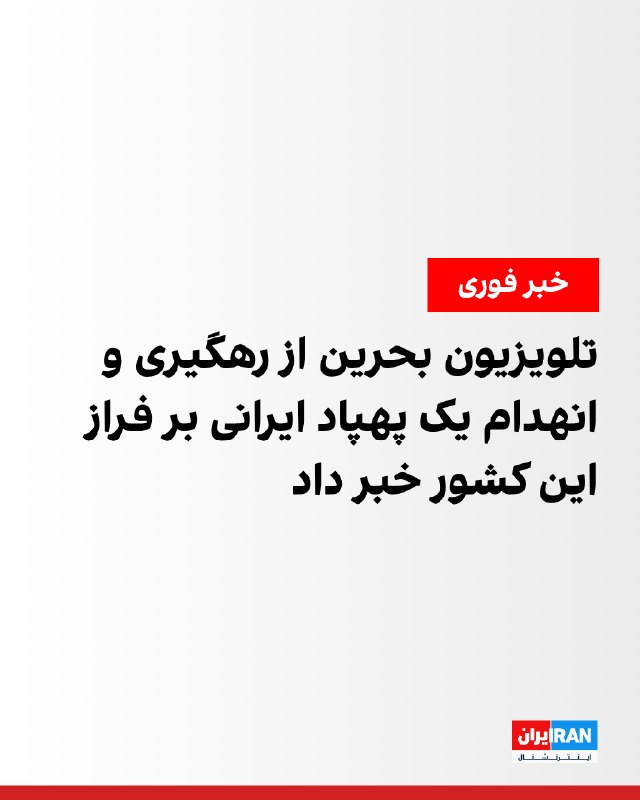 خبر فوری
تلویزیون بحرین از رهگیری و
انهدام یک پهپاد ایرانی بر فراز
این کشور خبر داد
ایران IRAN
اینترنشنال